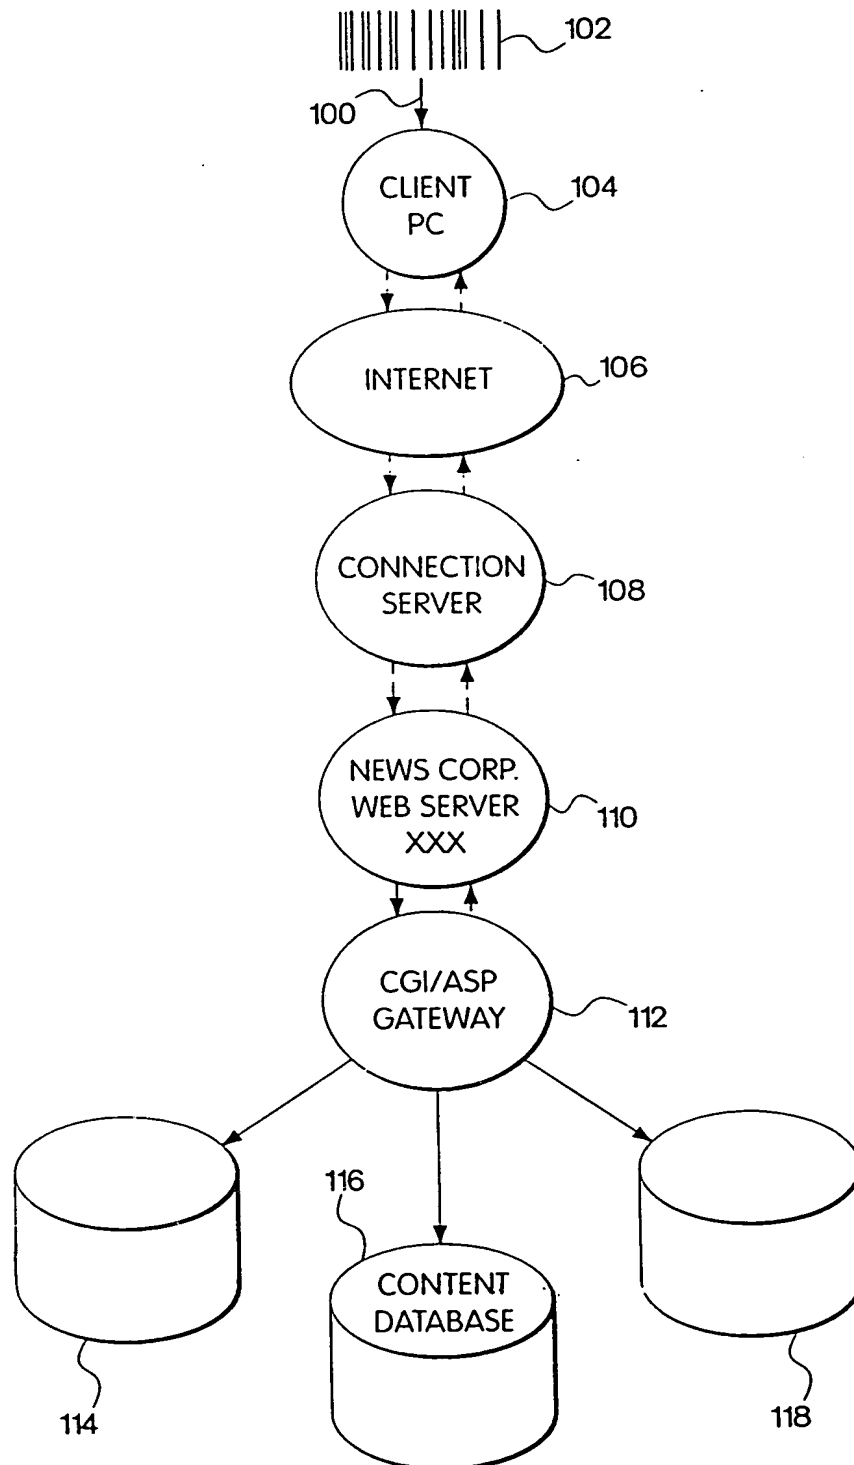 102
100
CLIENT
PC
104
INTERNET
106
CONNECTION
SERVER
108
NEWS CORP.
WEB SERVER
XXX
110
CGI/ASP
GATEWAY
112
116
CONTENT
DATABASE
114
118